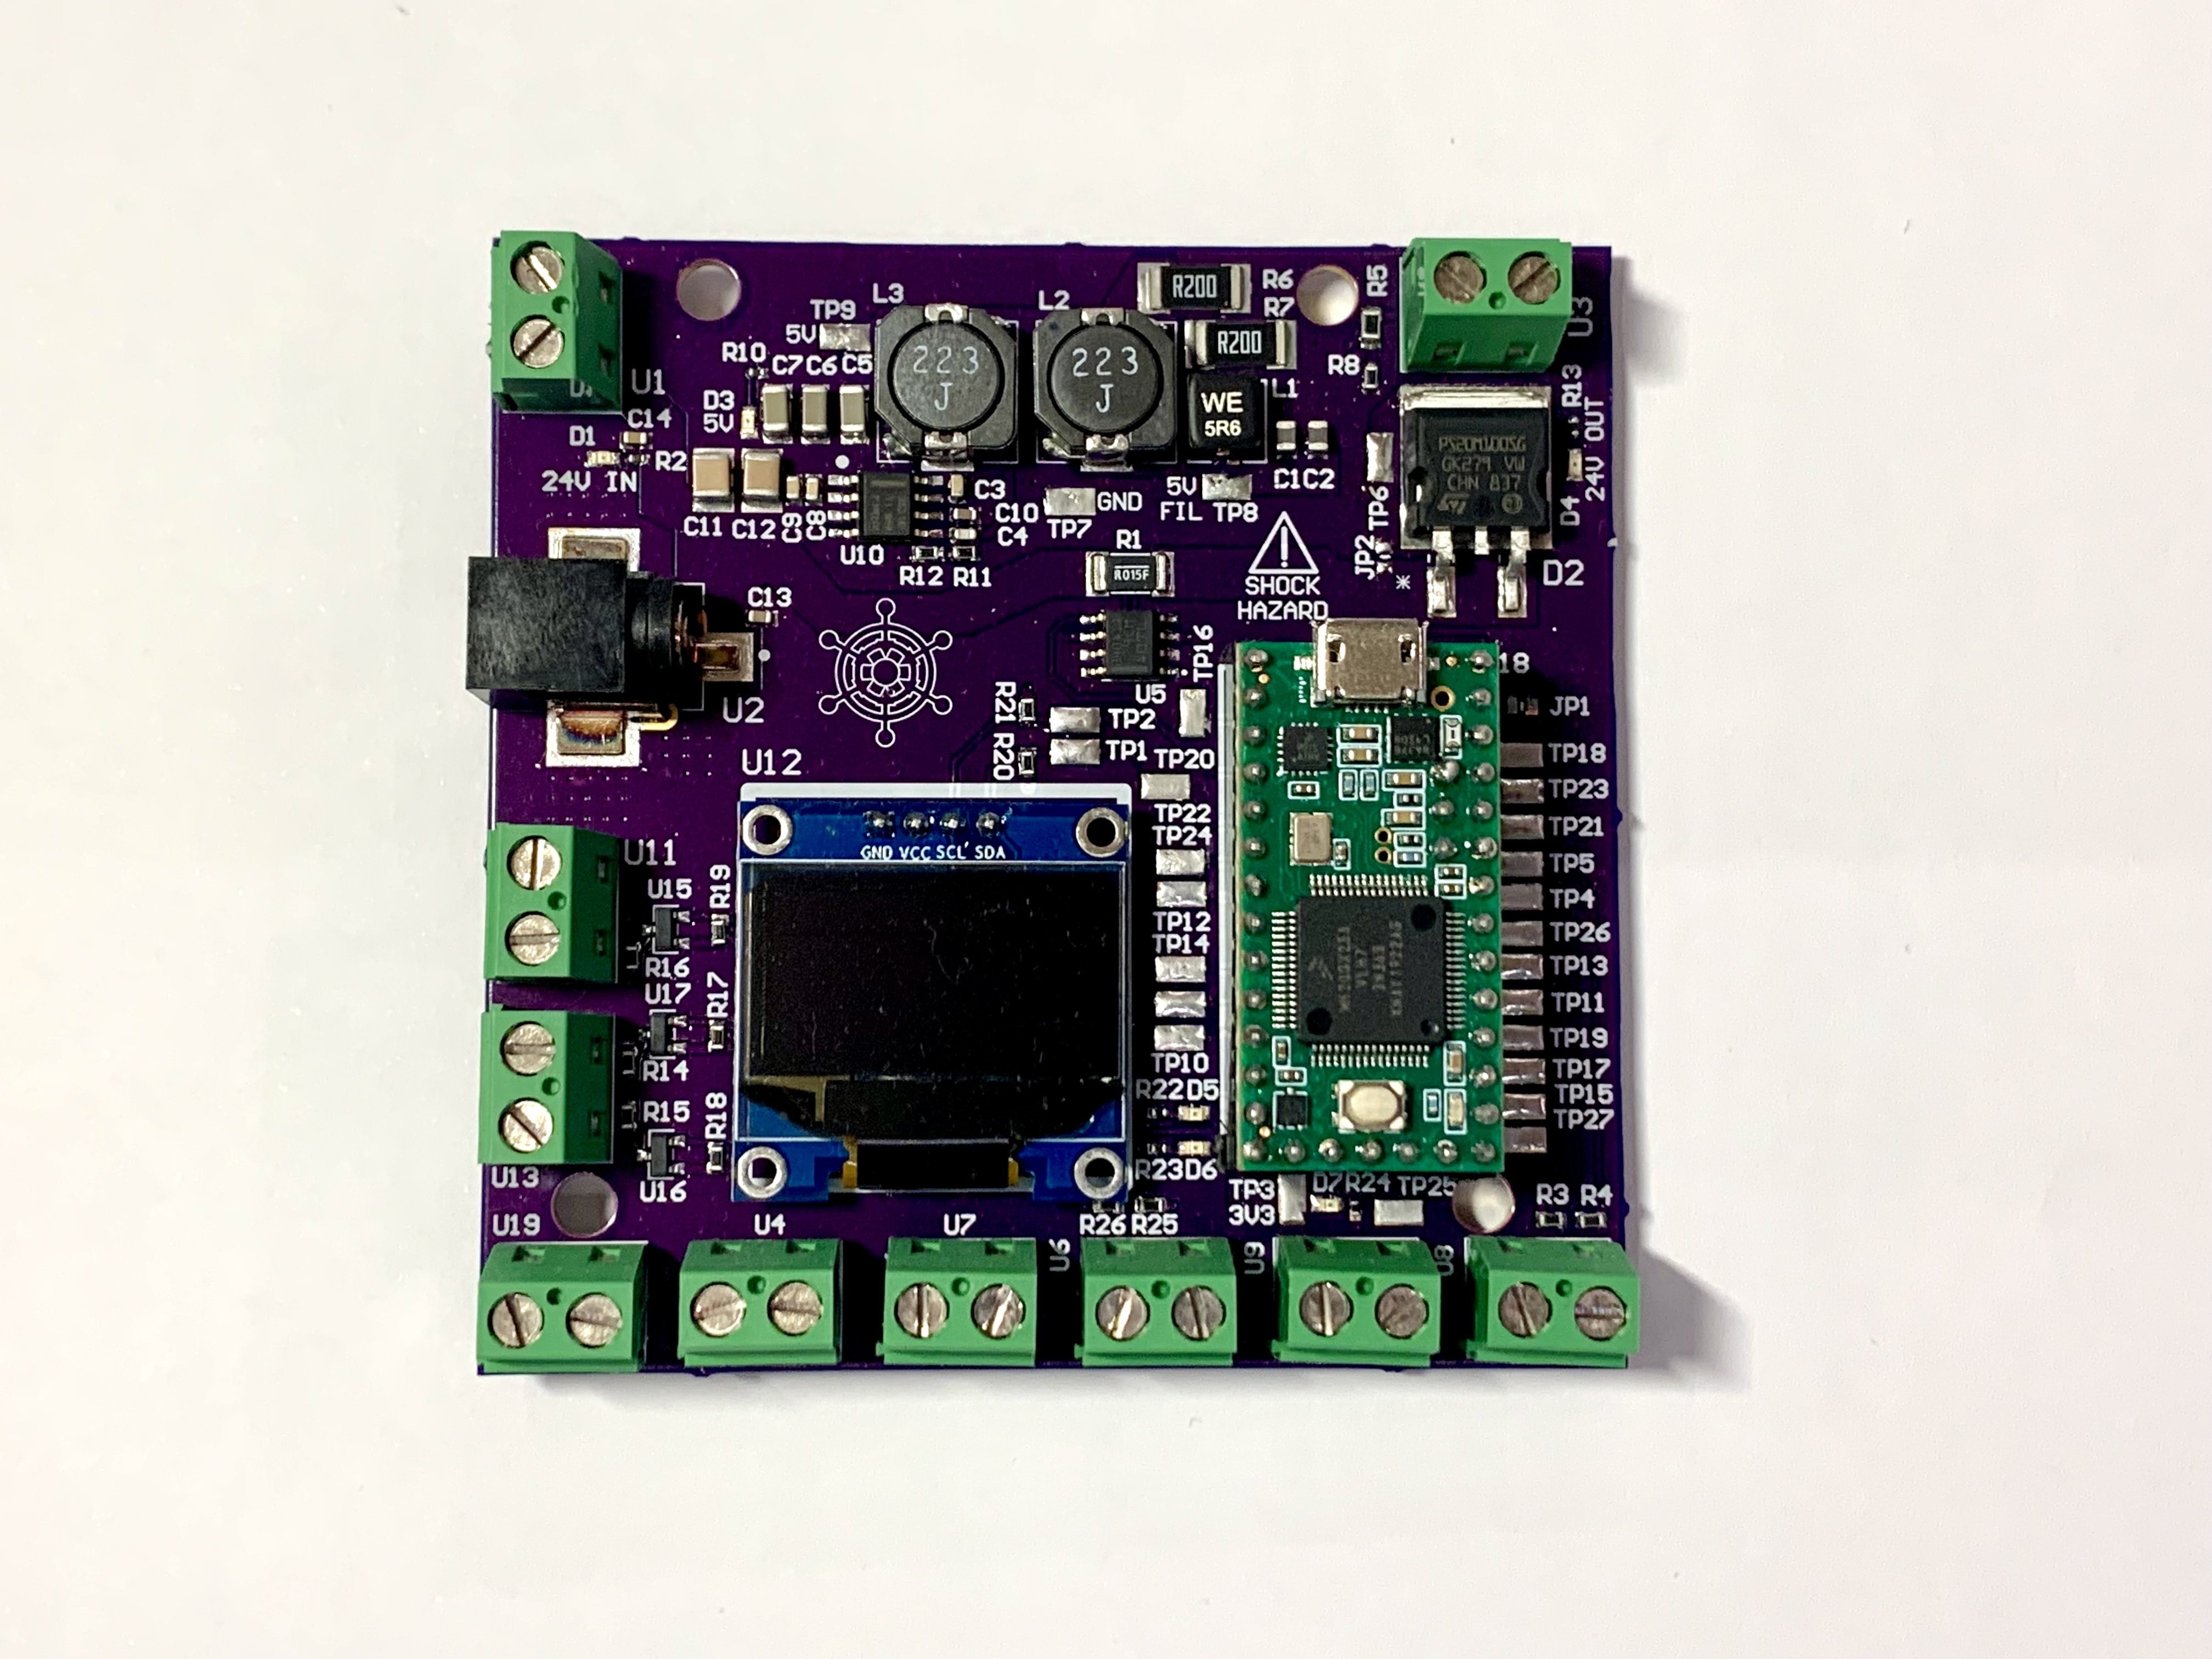 R200
R6
R7
R5
L3
L2
TP9
5V
R200
U3
R10
C7 C6 C5
223
J
223
J
R8
U1
D3
5V
WE
5R6
L1
R13
C14
D1
R2
24V IN
PS20M100SG
GK279 VW
CHN 837
24V OUT
D4
C3
C1 C2
5V
FIL TP8
GND
TP7
C11 C12 C9 C8
C10
C4
TP6
U10
R12 R11
R1
R015F
JP2
D2
*
SHOCK
HAZARD
C13
TP16
U5
18
U2
R21
TP2
JP1
R20
TP1
TP20
TP18
U12
TP23
TP22
TP24
TP21
GND VCC SCL SDA
U11
TP5
U15
R19
TP4
TP12
TP14
TP26
R16
TP13
U17
R17
TP11
TP19
R14
TP10
TP17
R22 D5
TP15
R15
R18
TP27
R23 D6
U13
U16
TP3
3V3
D7 R24 TP25
R3 R4
U19
U4
U7
R26 R25
U6
U9
U8